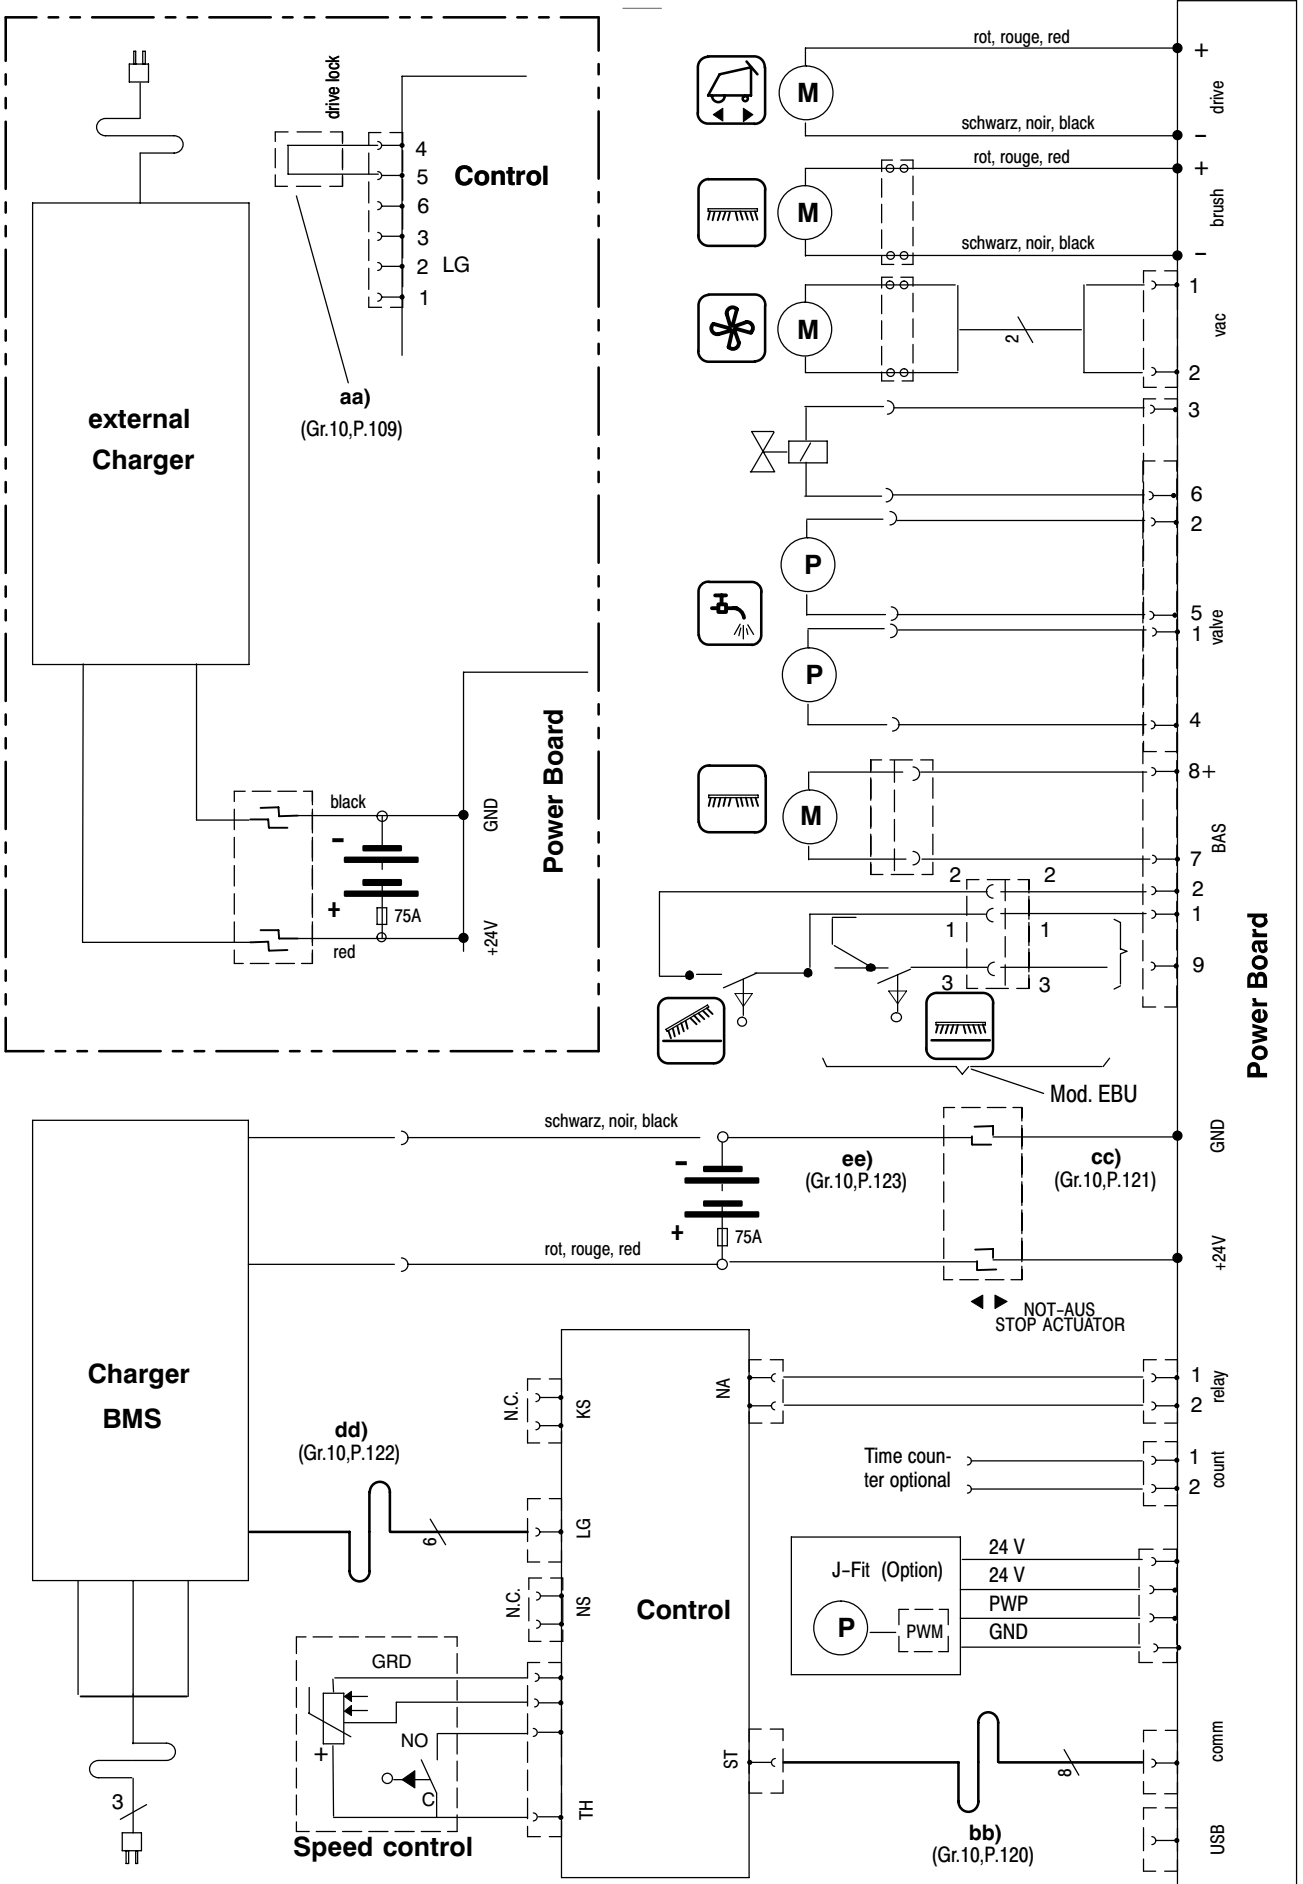 drive lock
4
5
6
3
2 LG
1
Control
aa)
(Gr.10,P.109)
external
Charger
black
-
+
75A
red
GND
+24V
Power Board
rot, rouge, red
M
schwarz, noir, black
+
drive
-
rot, rouge, red
M
schwarz, noir, black
+
brush
-
M
2
1
vac
2
3
6
2
P
5
1
valve
P
4
8+
M
BAS
7
2
2
2
1
1
1
9
3
3
Mod. EBU
Power Board
schwarz, noir, black
-
+
75A
rot, rouge, red
ee)
(Gr.10,P.123)
cc)
(Gr.10,P.121)
GND
+24V
NOT-AUS
STOP ACTUATOR
Charger
BMS
3
dd)
(Gr.10,P.122)
6
N.C.
KS
LG
N.C.
NS
TH
Control
NA
ST
GRD
+
NO
C
Speed control
1
relay
2
Time coun-
ter optional
1
count
2
J-Fit (Option)
P
PWM
24 V
24 V
PWP
GND
8
comm
bb)
(Gr.10,P.120)
USB